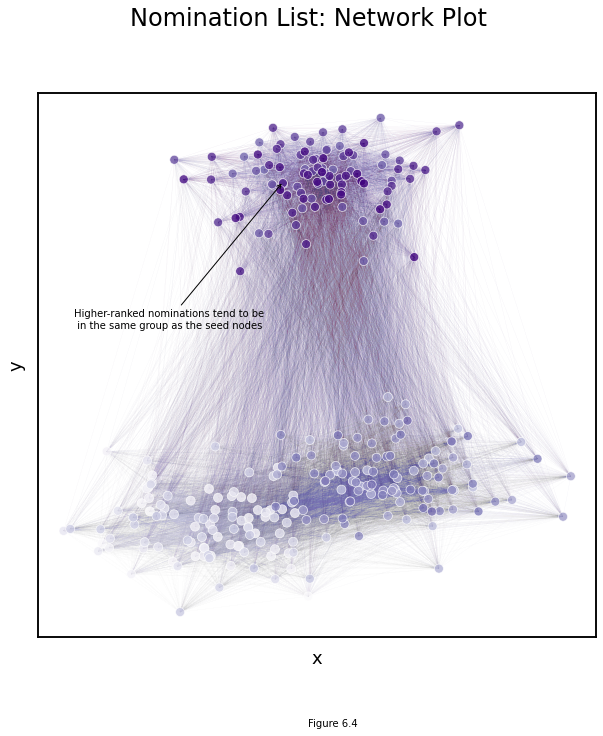 Nomination List: Network Plot
Higher-ranked nominations tend to be
in the same group as the seed nodes
y
x
Figure 6.4